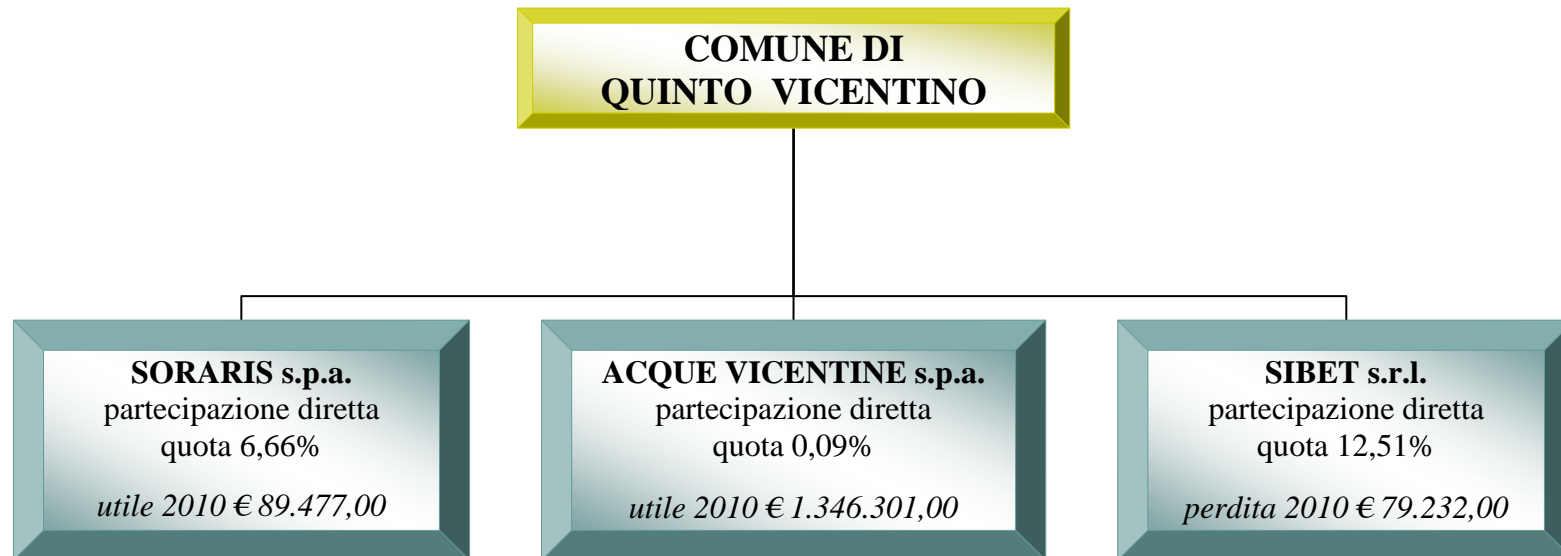 COMUNE DI
QUINTO VICENTINO
SORARIS s.p.a.
partecipazione diretta
quota 6,66%
utile 2010 € 89.477,00
ACQUE VICENTINE s.p.a.
partecipazione diretta
quota 0,09%
utile 2010 € 1.346.301,00
SIBET s.r.l.
partecipazione diretta
quota 12,51%
perdita 2010 € 79.232,00